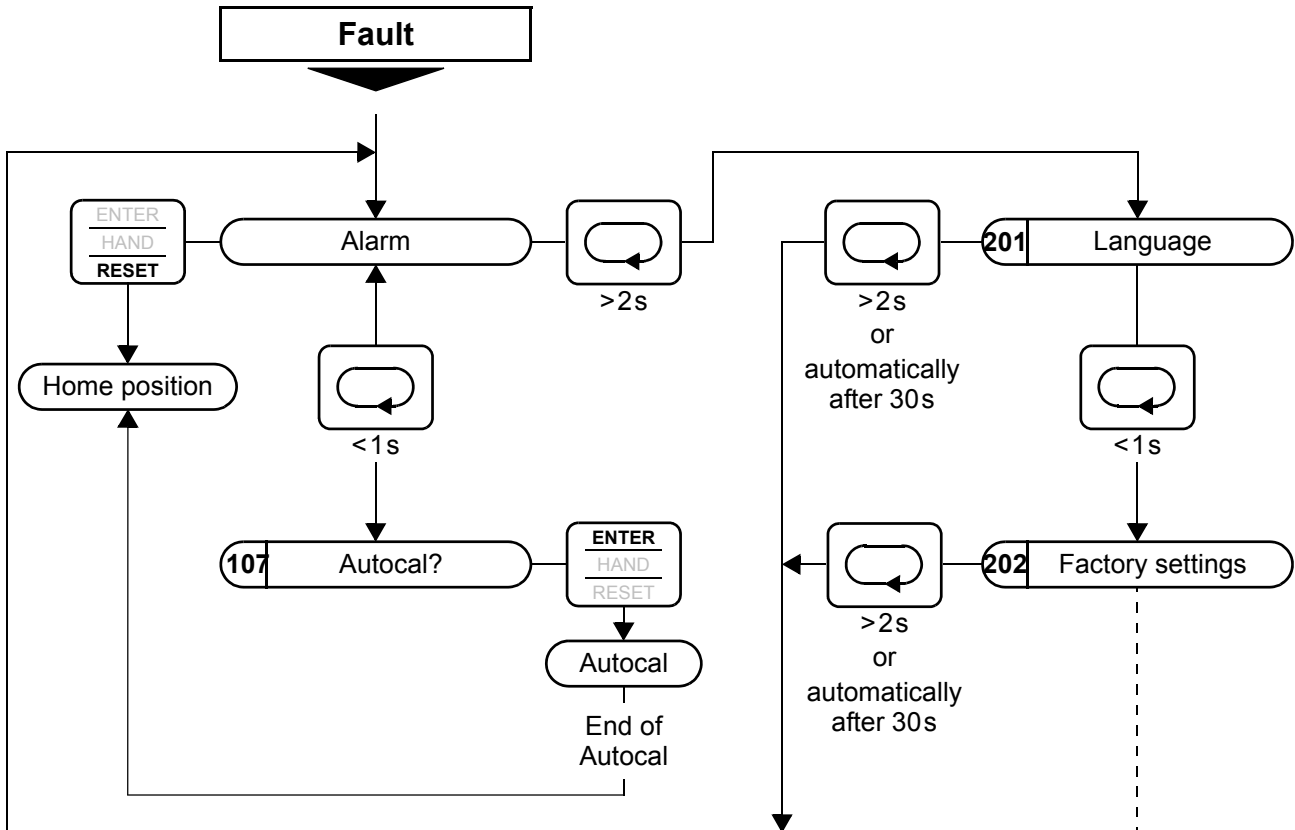 Fault
ENTER
HAND
RESET
Alarm
>2s
201 Language
>2s
or
automatically
after 30s
Home position
<1s
<1s
107 Autocal?
ENTER
HAND
RESET
202 Factory settings
>2s
or
automatically
after 30s
Autocal
End of
Autocal